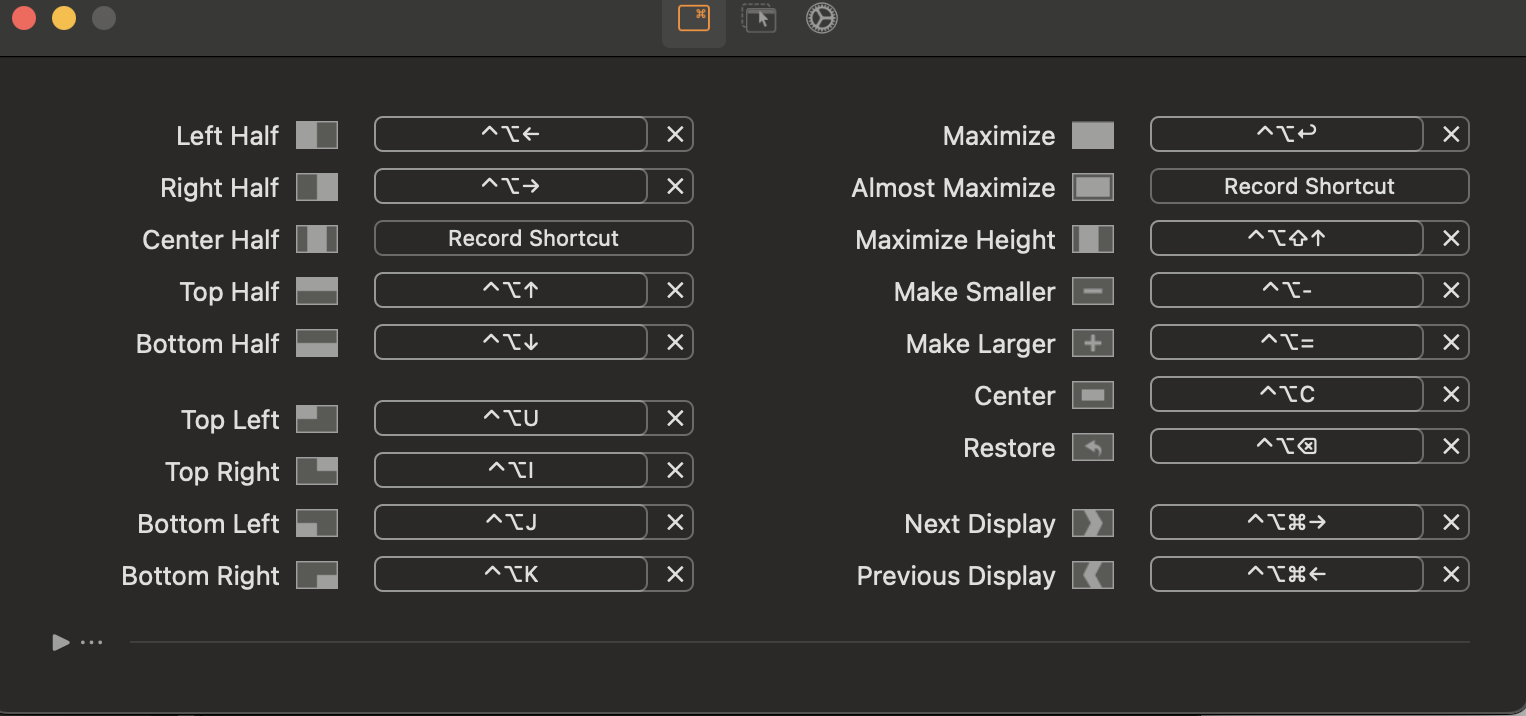 Left Half ⌃⌥←
Right Half ⌃⌥→
Center Half Record Shortcut
Top Half ⌃⌥↑
Bottom Half ⌃⌥↓
Top Left ⌃⌥U
Top Right ⌃⌥I
Bottom Left ⌃⌥J
Bottom Right ⌃⌥K
Maximize ⌃⌥↩
Almost Maximize Record Shortcut
Maximize Height ⌃⌥⇧↑
Make Smaller ⌃⌥-
Make Larger ⌃⌥=
Center ⌃⌥C
Restore ⌃⌥⌫
Next Display ⌃⌥⌘→
Previous Display ⌃⌥⌘←